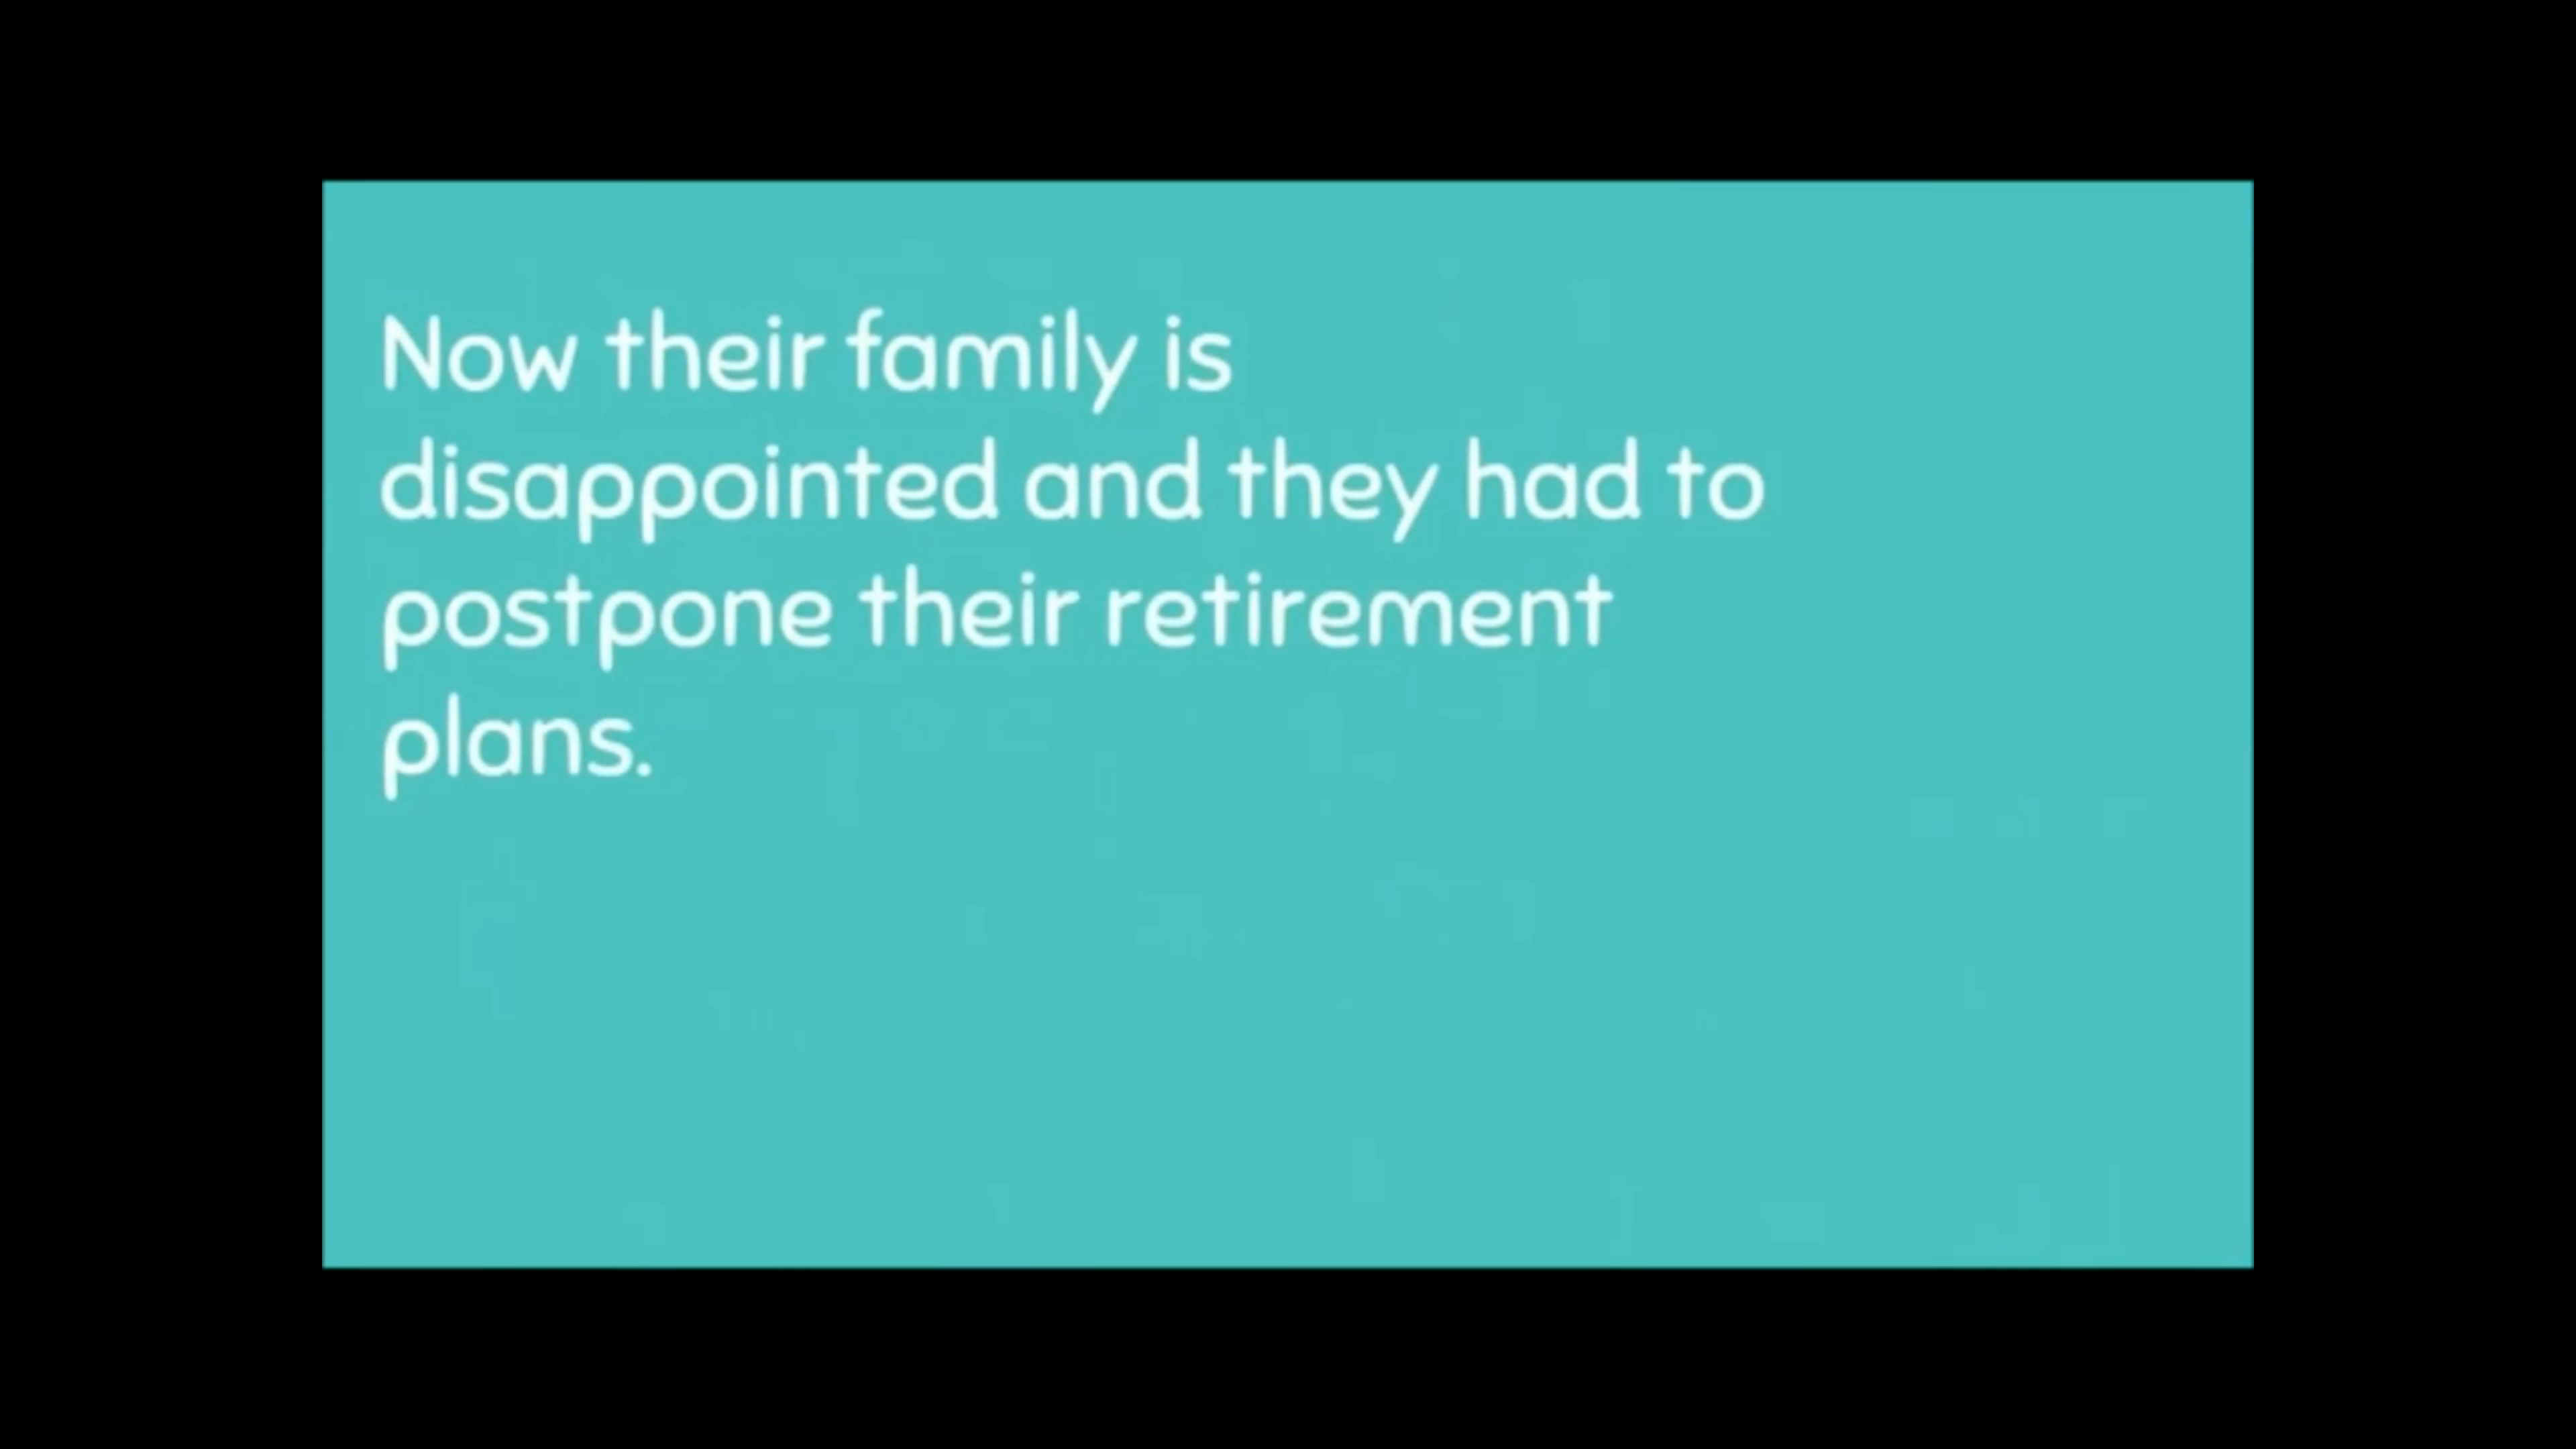 Now their family is
disappointed and they had to
postpone their retirement
plans.